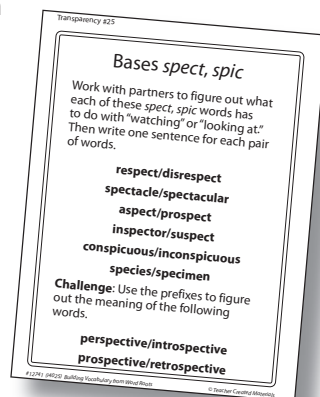 Transparency #25
Bases spect, spic
Work with partners to figure out what
each of these spect, spic words has
to do with “watching” or “looking at.”
Then write one sentence for each pair
of words.
respect/disrespect
spectacle/spectacular
aspect/prospect
inspector/suspect
conspicuous/inconspicuous
species/specimen
Challenge: Use the prefixes to figure
out the meaning of the following
words.
perspective/introspective
prospective/retrospective
#12741 (i4025) Building Vocabulary from Word Roots
© Teacher Created Materials